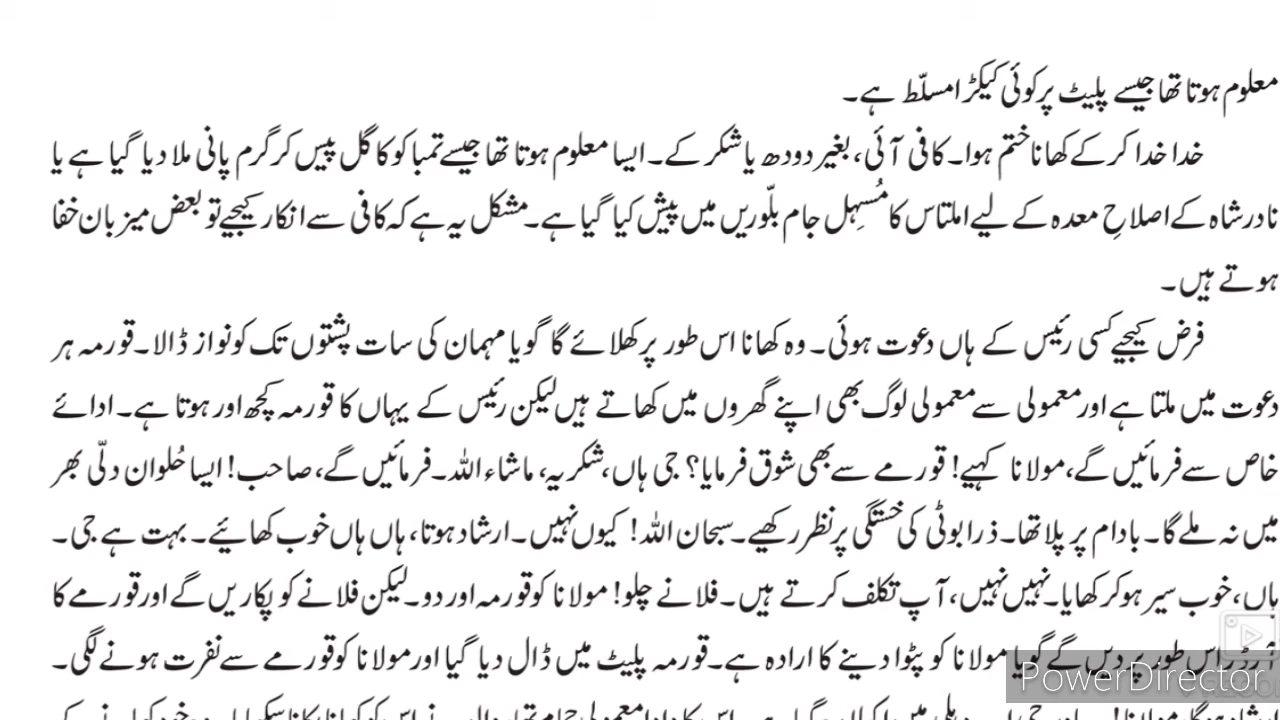 معلوم ہوتا تھا جیسے پلیٹ پر کوئی کیکڑا مسلّط ہے۔
خدا خدا کر کے کھانا ختم ہوا۔ کافی آئی، بغیر دودھ یا شکر کے۔ ایسا معلوم ہوتا تھا جیسے تمباکو کا گل پیس کر گرم پانی ملا دیا گیا ہے یا
نادر شاہ کے اصلاحِ معدہ کے لیے املتاس کا مُسہِل جام بلّوریں میں پیش کیا گیا ہے۔ مشکل یہ ہے کہ کافی سے انکار کیجیے تو بعض میزبان خفا
ہوتے ہیں۔
فرض کیجیے کسی رئیس کے ہاں دعوت ہوئی۔ وہ کھانا اس طور پر کھلائے گا گویا مہمان کی سات پشتوں تک کو نواز ڈالا۔ قورمہ ہر
دعوت میں ملتا ہے اور معمولی سے معمولی لوگ بھی اپنے گھروں میں کھاتے ہیں لیکن رئیس کے یہاں کا قورمہ کچھ اور ہوتا ہے۔ ادائے
خاص سے فرمائیں گے، مولانا کہیے! قورمے سے بھی شوق فرمایا؟ جی ہاں، شکریہ، ماشاء اللہ۔ فرمائیں گے، صاحب! ایسا حُلوان دلّی بھر
میں نہ ملے گا۔ بادام پر پلا تھا۔ ذرا بوٹی کی خستگی پر نظر رکھیے۔ سبحان اللہ! کیوں نہیں۔ ارشاد ہوتا، ہاں ہاں خوب کھائیے۔ بہت ہے جی۔
ہاں، خوب سیر ہو کر کھایا۔ نہیں نہیں، آپ تکلف کرتے ہیں۔ فلانے چلو! مولانا کو قورمہ اور دو۔ لیکن فلانے کو پکاریں گے اور قورمے کا
آرڈر اس طور پر دیں گے گویا مولانا کو پٹوا دینے کا ارادہ ہے۔ قورمہ پلیٹ میں ڈال دیا گیا اور مولانا کو قورمے سے نفرت ہونے لگی۔
PowerDirector